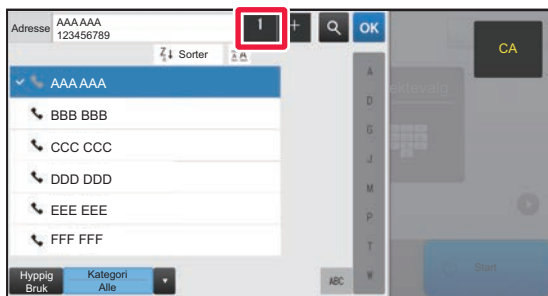 Adresse
AAA AAA
123456789
1
+
OK
CA
Sorter
AAA AAA
BBB BBB
CCC CCC
DDD DDD
EEE EEE
FFF FFF
A
D
G
J
M
P
T
W
ektevalg
Hyppig
Bruk
Kategori
Alle
ABC
Start